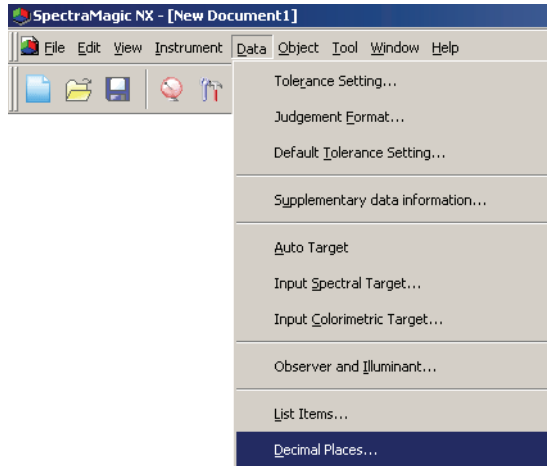 SpectraMagic NX - [New Document1]
File Edit View Instrument Data Object Tool Window Help
Tolerance Setting...
Judgement Format...
Default Tolerance Setting...
Supplementary data information...
Auto Target
Input Spectral Target...
Input Colorimetric Target...
Observer and Illuminant...
List Items...
Decimal Places...